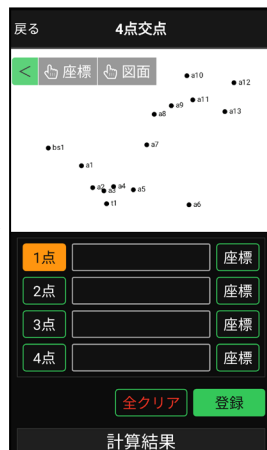 戻る 4点交点
< 座標 図面
a10
a12
a11
a9
a8
a13
bs1
a7
a1
a2 a4
a3 a5
t1
a6
1点 座標
2点 座標
3点 座標
4点 座標
全クリア 登録
計算結果